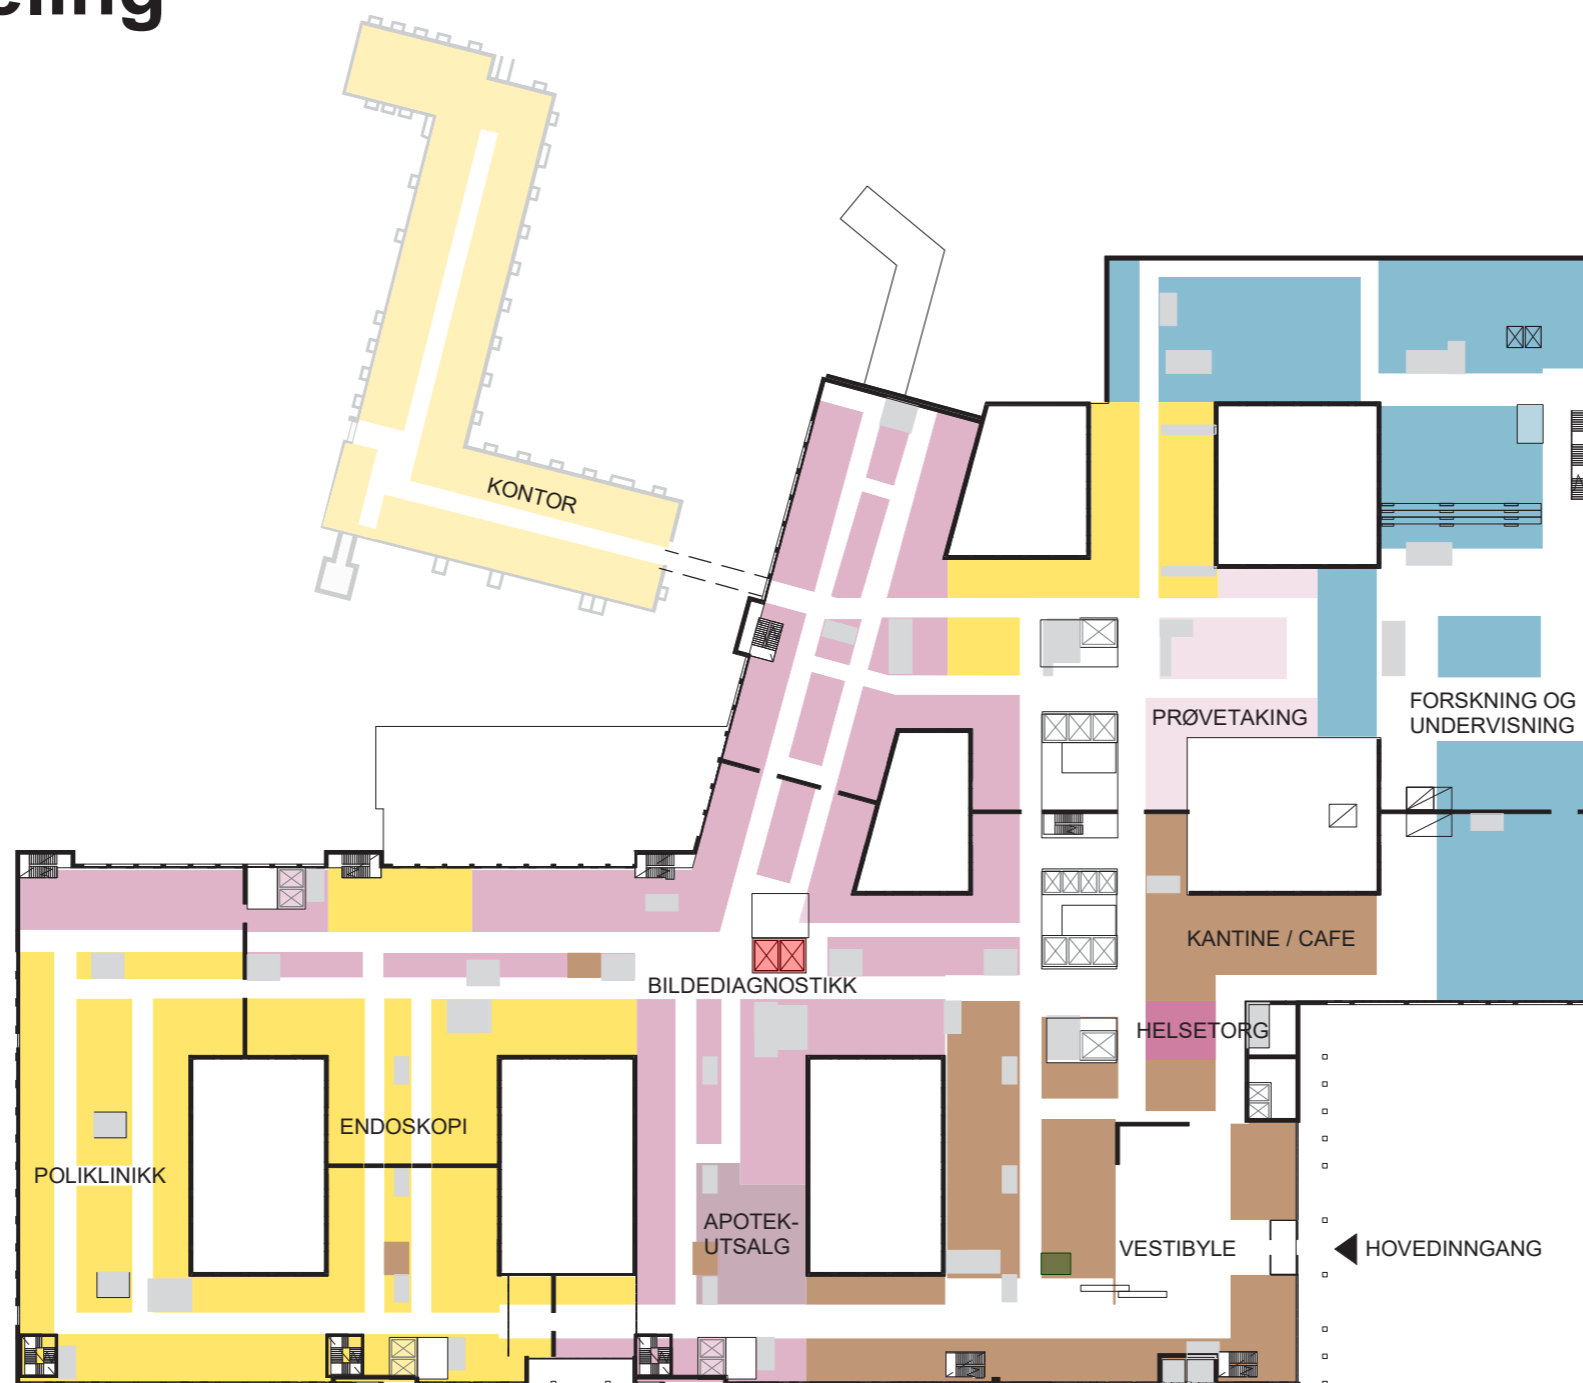 KONTOR
PRØVETAKING
FORSKNING OG
UNDERVISNING
KANTINE / CAFE
BILDEDIAGNOSTIKK
HELSETORG
ENDOSKOPI
POLIKLINIKK
APOTEK-
UTSALG
VESTIBYLE
HOVEDINNGANG